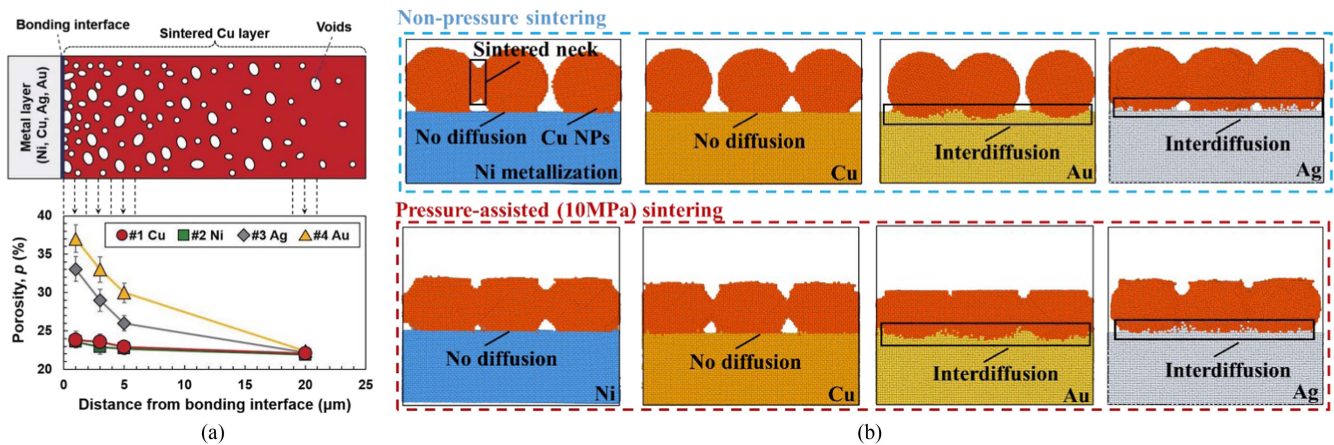 Bonding interface
Sintered Cu layer
Voids
Metal layer
(Ni, Cu, Ag, Au)
Porosity, p (%)
40
35
30
25
20
#1 Cu #2 Ni #3 Ag #4 Au
0 5 10 15 20 25
Distance from bonding interface (μm)
(a)
Non-pressure sintering
Sintered neck
No diffusion
Cu NPs
Ni metallization
No diffusion
Cu
Interdiffusion
Au
Interdiffusion
Ag
Pressure-assisted (10MPa) sintering
No diffusion
Ni
No diffusion
Cu
Interdiffusion
Au
Interdiffusion
Ag
(b)